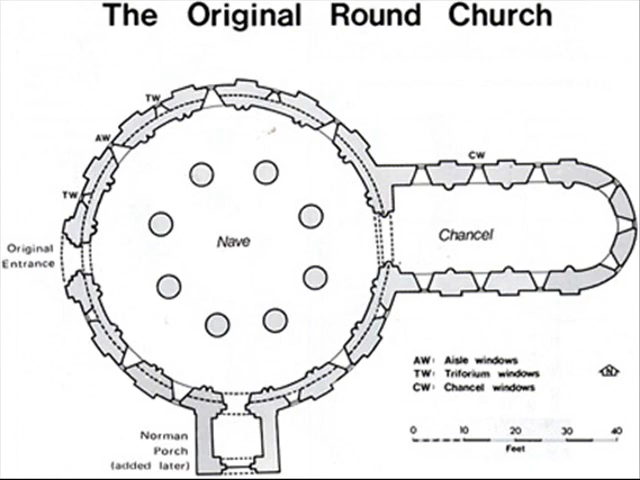 The Original Round Church
TW
AW
CW
TW
Original
Entrance
Nave
Chancel
AW: Aisle windows
TW: Triforium windows
CW: Chancel windows
N
Norman
Porch
(added later)
0 10 20 30 40
Feet